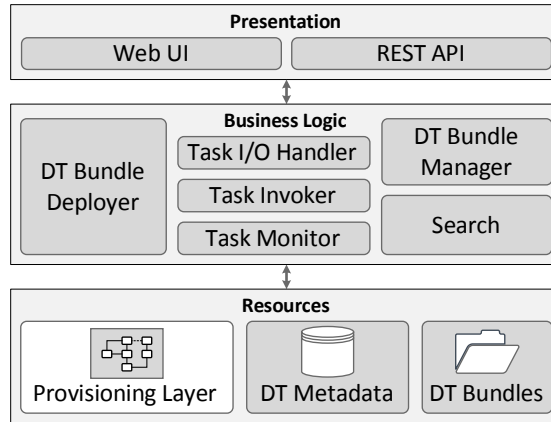 Presentation
Web UI
REST API
Business Logic
DT Bundle
Deployer
Task I/O Handler
Task Invoker
Task Monitor
DT Bundle
Manager
Search
Resources
Provisioning Layer
DT Metadata
DT Bundles